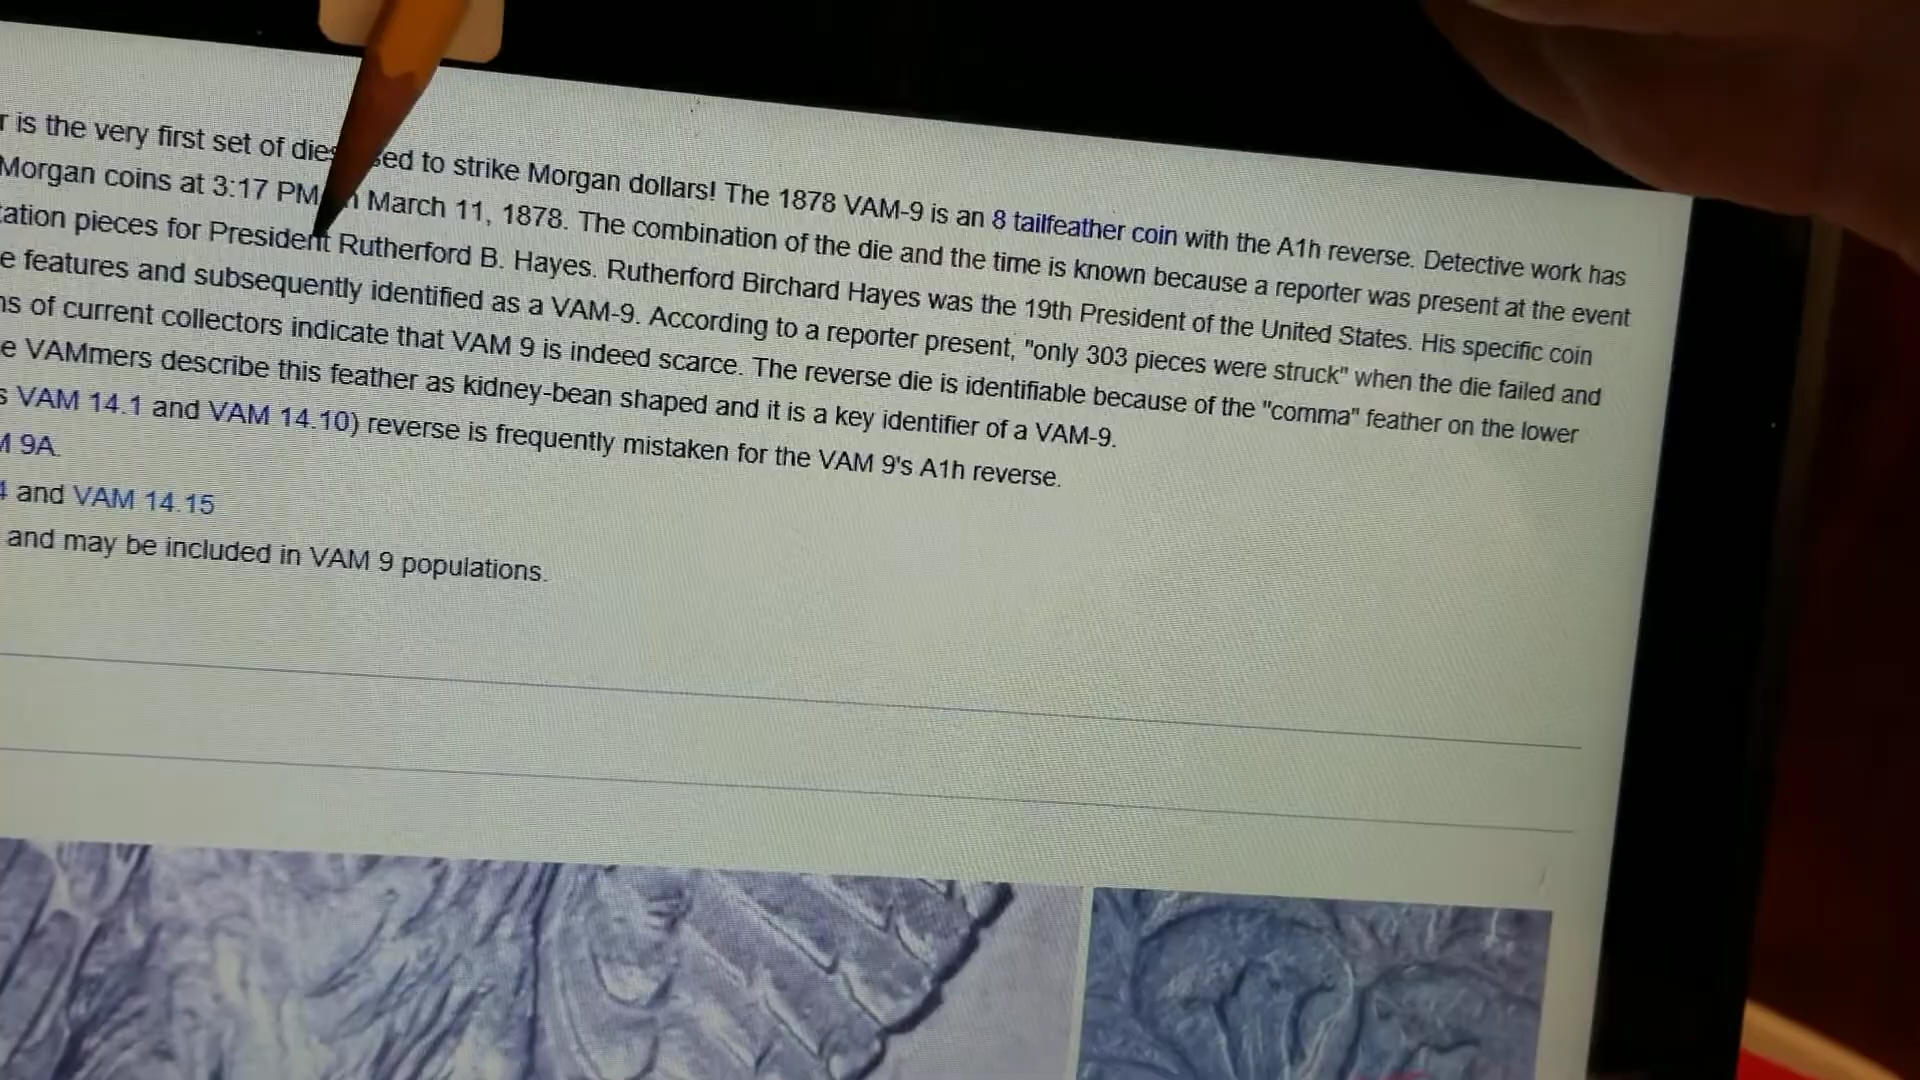 is the very first set of dies used to strike Morgan dollars! The 1878 VAM-9 is an 8 tailfeather coin with the A1h reverse. Detective work has
Morgan coins at 3:17 PM on March 11, 1878. The combination of the die and the time is known because a reporter was present at the event
tation pieces for President Rutherford B. Hayes. Rutherford Birchard Hayes was the 19th President of the United States. His specific coin
e features and subsequently identified as a VAM-9. According to a reporter present, "only 303 pieces were struck" when the die failed and
ns of current collectors indicate that VAM 9 is indeed scarce. The reverse die is identifiable because of the "comma" feather on the lower
e VAMmers describe this feather as kidney-bean shaped and it is a key identifier of a VAM-9.
s VAM 14.1 and VAM 14.10) reverse is frequently mistaken for the VAM 9's A1h reverse.
M 9A.
4 and VAM 14.15
and may be included in VAM 9 populations.